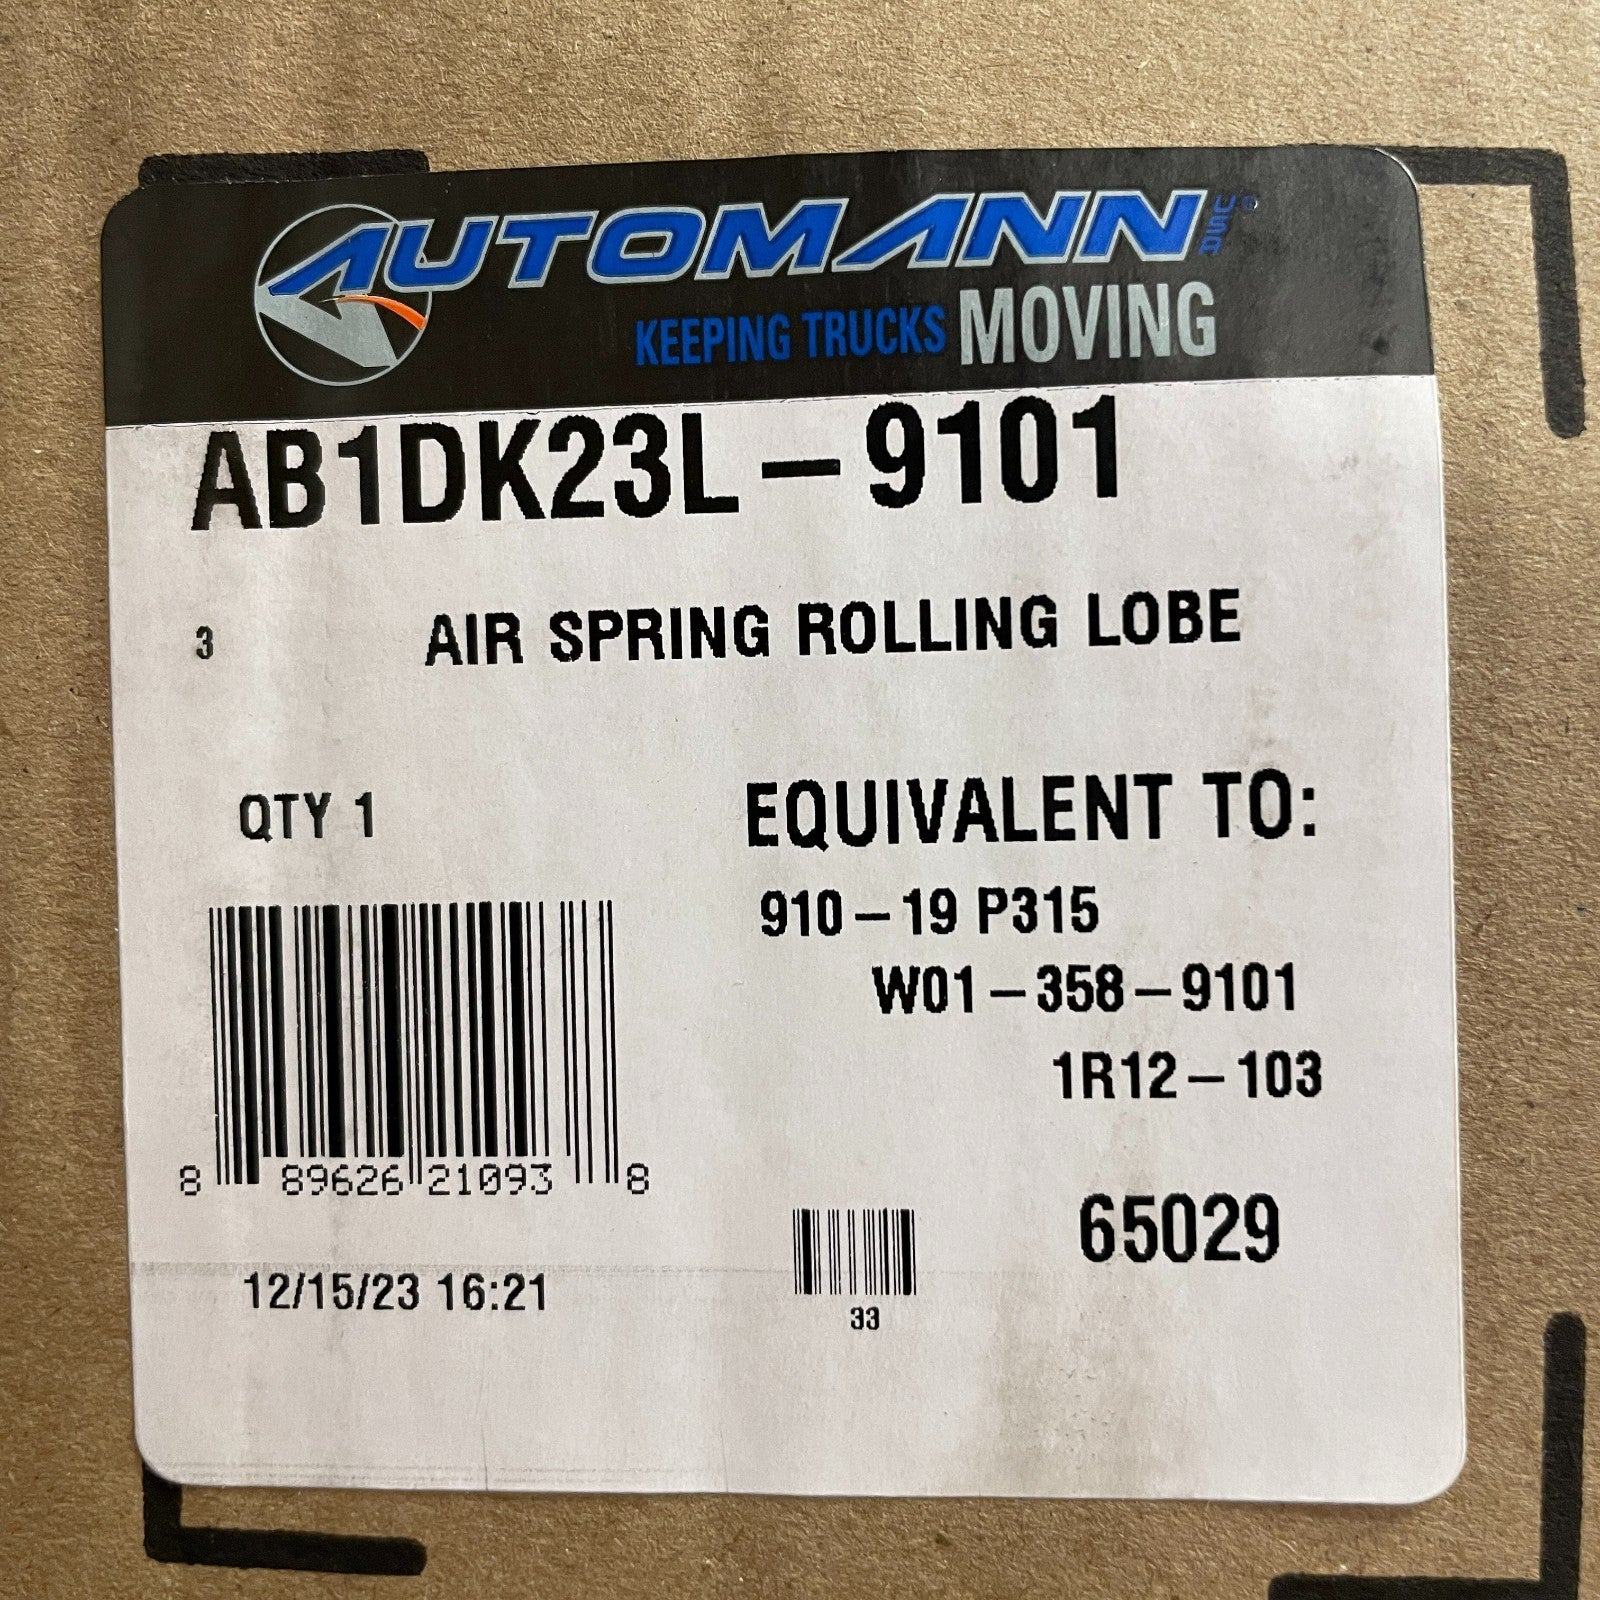 AUTOMANN USA®
KEEPING TRUCKS MOVING
AB1DK23L-9101
3 AIR SPRING ROLLING LOBE
QTY 1
EQUIVALENT TO:
910-19 P315
W01-358-9101
1R12-103
8 89626 21093 8
65029
12/15/23 16:21
33